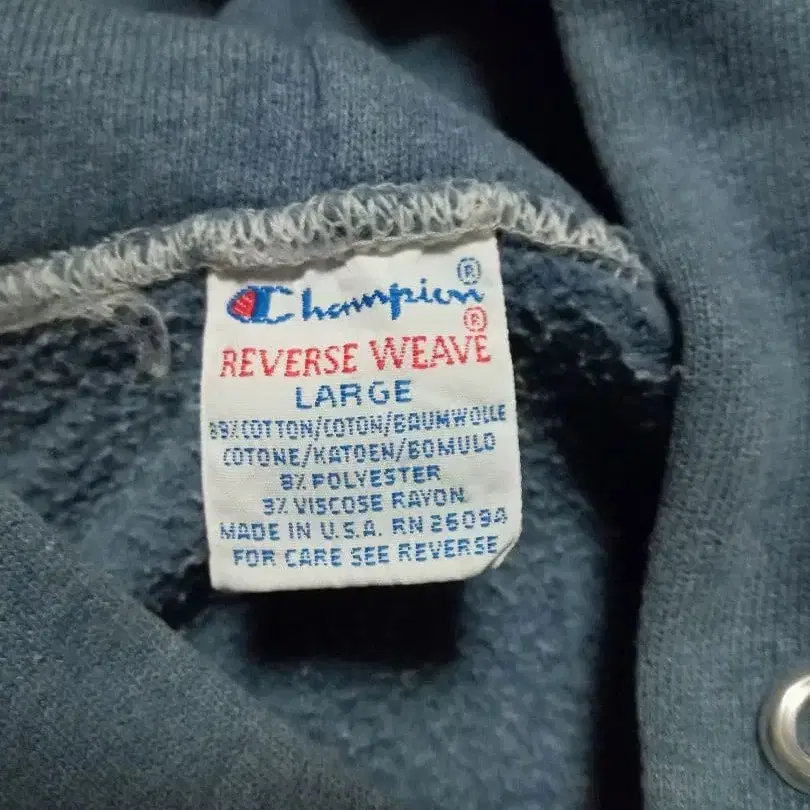 Champion®
REVERSE WEAVE®
LARGE
89% COTTON/COTON/BAUMWOLLE
COTONE/KATOEN/BOMULD
8% POLYESTER
3% VISCOSE RAYON
MADE IN U.S.A. RN 26094
FOR CARE SEE REVERSE